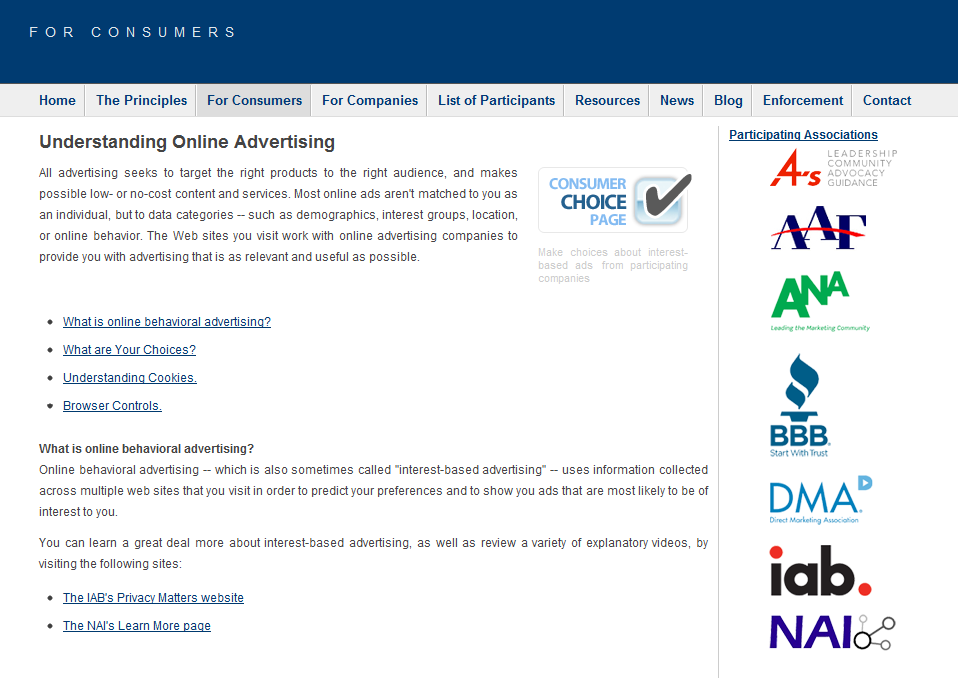 FOR CONSUMERS
Home The Principles For Consumers For Companies List of Participants Resources News Blog Enforcement Contact
Understanding Online Advertising
All advertising seeks to target the right products to the right audience, and makes
possible low- or no-cost content and services. Most online ads aren't matched to you as
an individual, but to data categories -- such as demographics, interest groups, location,
or online behavior. The Web sites you visit work with online advertising companies to
provide you with advertising that is as relevant and useful as possible.
CONSUMER
CHOICE
PAGE
Make choices about interest-
based ads from participating
companies
What is online behavioral advertising?
What are Your Choices?
Understanding Cookies.
Browser Controls.
What is online behavioral advertising?
Online behavioral advertising -- which is also sometimes called "interest-based advertising" -- uses information collected
across multiple web sites that you visit in order to predict your preferences and to show you ads that are most likely to be of
interest to you.
You can learn a great deal more about interest-based advertising, as well as review a variety of explanatory videos, by
visiting the following sites:
The IAB's Privacy Matters website
The NAI's Learn More page
Participating Associations
4A's
LEADERSHIP
COMMUNITY
ADVOCACY
GUIDANCE
AAF
ANA
Leading the Marketing Community
BBB.
Start With Trust
DMA.
Direct Marketing Association
iab.
NAI